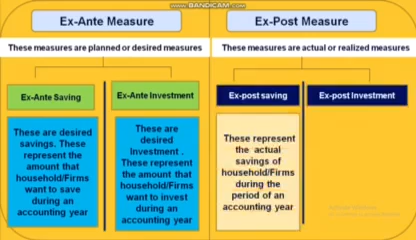 www.BANDICAM.com
Ex-Ante Measure
Ex-Post Measure
These measures are planned or desired measures
These measures are actual or realized measures
Ex-Ante Saving
Ex-Ante Investment
Ex-post saving
Ex-post Investment
These are desired
savings. These
represent the
amount that
household/Firms
want to save
during an
accounting year
These are
desired
Investment .
These represent
the amount that
household/Firms
want to invest
during an
accounting year
These represent
the actual
savings of
household/Firms
during the
period of an
accounting year